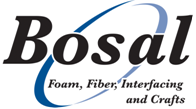 Bosal
Foam, Fiber, Interfacing
and Crafts